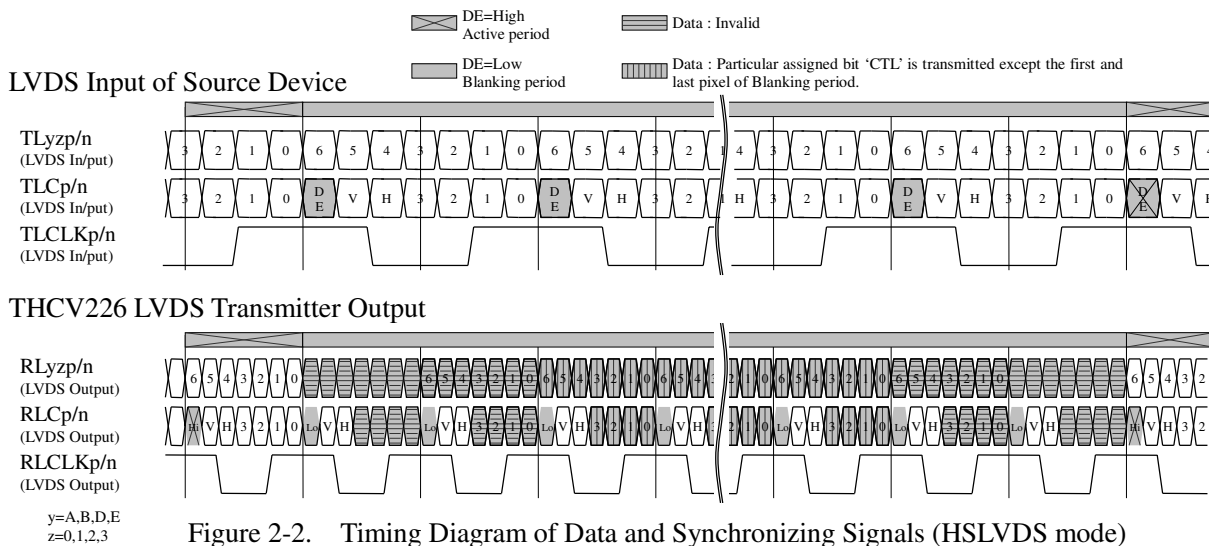 DE=High
Active period
Data : Invalid
DE=Low
Blanking period
Data : Particular assigned bit ‘CTL’ is transmitted except the first and
last pixel of Blanking period.
LVDS Input of Source Device
TLyzp/n
(LVDS In/put)
3 2 1 0 6 5 4 3 2 1 0 6 5 4 3 2 1 4 3 2 1 0 6 5 4 3 2 1 0 6 5 4
TLCp/n
(LVDS In/put)
3 2 1 0 DE V H 3 2 1 0 DE V H 3 2 1 H 3 2 1 0 DE V H 3 2 1 0 DE V H
TLCLKp/n
(LVDS In/put)
THCV226 LVDS Transmitter Output
RLyzp/n
(LVDS Output)
6 5 4 3 2 1 0 6 5 4 3 2 1 0 6 5 4 3 2 1 0 6 5 4 3 2 1 0 6 5 4 3 2 1 0 6 5 4 3 2 1 0 6 5 4 3 2
RLCp/n
(LVDS Output)
Hi V H 3 2 1 0 Lo V H Lo V H 3 2 1 0 Lo V H 3 2 1 0 Lo V H 2 1 0 Lo V H 3 2 1 0 Lo V H 3 2 1 0 Lo V H Hi V H 3 2
RLCLKp/n
(LVDS Output)
y=A,B,D,E
z=0,1,2,3
Figure 2-2. Timing Diagram of Data and Synchronizing Signals (HSLVDS mode)